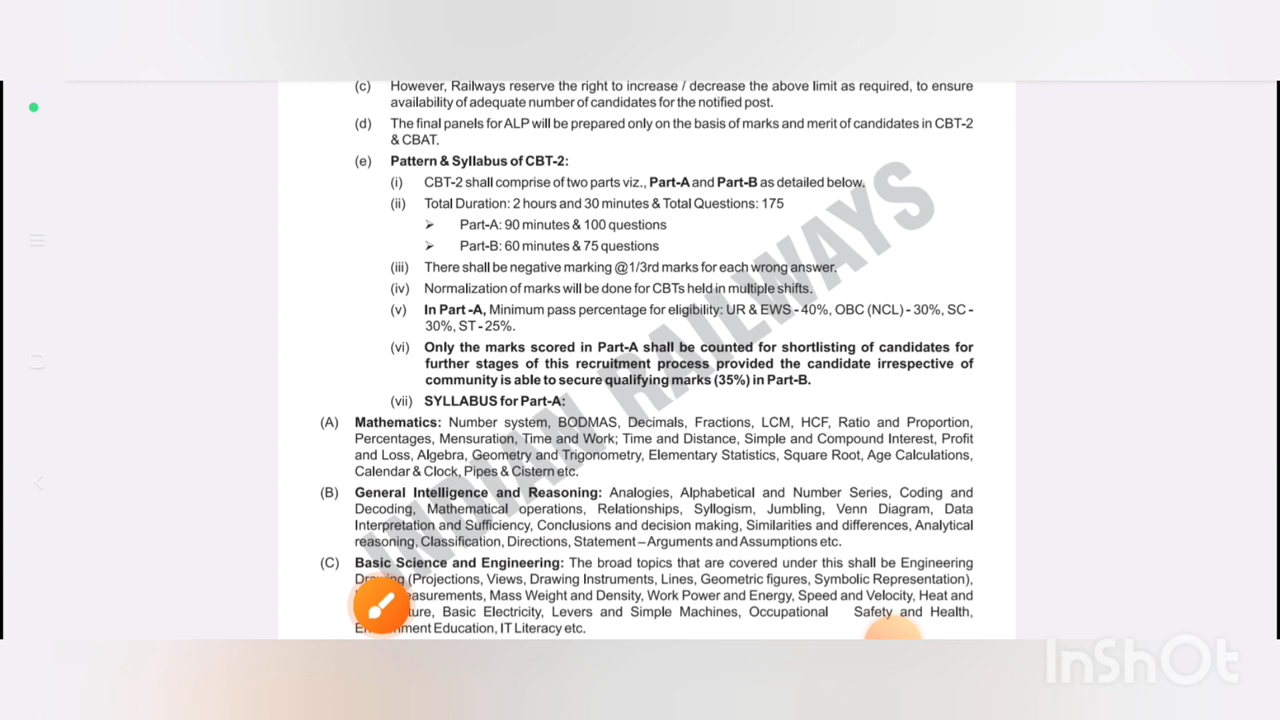 (c) However, Railways reserve the right to increase / decrease the above limit as required, to ensure
availability of adequate number of candidates for the notified post.
(d) The final panels for ALP will be prepared only on the basis of marks and merit of candidates in CBT-2
& CBAT.
(e) Pattern & Syllabus of CBT-2:
(i) CBT-2 shall comprise of two parts viz., Part-A and Part-B as detailed below.
(ii) Total Duration: 2 hours and 30 minutes & Total Questions: 175
➢ Part-A: 90 minutes & 100 questions
➢ Part-B: 60 minutes & 75 questions
(iii) There shall be negative marking @1/3rd marks for each wrong answer.
(iv) Normalization of marks will be done for CBTs held in multiple shifts.
(v) In Part -A, Minimum pass percentage for eligibility: UR & EWS - 40%, OBC (NCL) - 30%, SC -
30%, ST - 25%.
(vi) Only the marks scored in Part-A shall be counted for shortlisting of candidates for
further stages of this recruitment process provided the candidate irrespective of
community is able to secure qualifying marks (35%) in Part-B.
(vii) SYLLABUS for Part-A:
(A) Mathematics: Number system, BODMAS, Decimals, Fractions, LCM, HCF, Ratio and Proportion,
Percentages, Mensuration, Time and Work; Time and Distance, Simple and Compound Interest, Profit
and Loss, Algebra, Geometry and Trigonometry, Elementary Statistics, Square Root, Age Calculations,
Calendar & Clock, Pipes & Cistern etc.
(B) General Intelligence and Reasoning: Analogies, Alphabetical and Number Series, Coding and
Decoding, Mathematical operations, Relationships, Syllogism, Jumbling, Venn Diagram, Data
Interpretation and Sufficiency, Conclusions and decision making, Similarities and differences, Analytical
reasoning, Classification, Directions, Statement – Arguments and Assumptions etc.
(C) Basic Science and Engineering: The broad topics that are covered under this shall be Engineering
(Projections, Views, Drawing Instruments, Lines, Geometric figures, Symbolic Representation),
Mass Weight and Density, Work Power and Energy, Speed and Velocity, Heat and
Basic Electricity, Levers and Simple Machines, Occupational Safety and Health,
Education, IT Literacy etc.
INDIAN RAILWAYS
InShOt